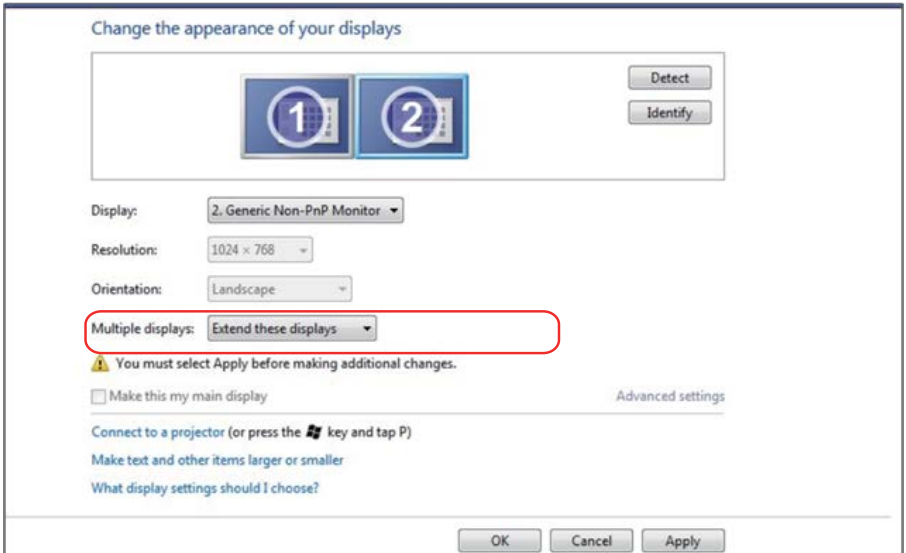 Change the appearance of your displays
1 2
Detect
Identify
Display: 2. Generic Non-PnP Monitor
Resolution: 1024 × 768
Orientation: Landscape
Multiple displays: Extend these displays
You must select Apply before making additional changes.
Make this my main display Advanced settings
Connect to a projector (or press the key and tap P)
Make text and other items larger or smaller
What display settings should I choose?
OK Cancel Apply